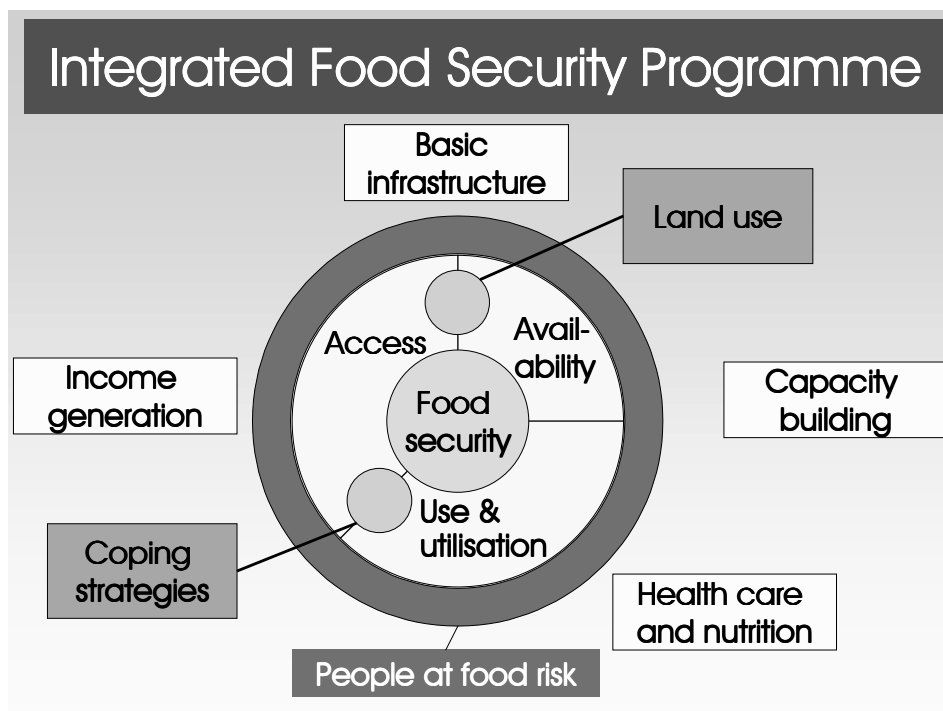 Integrated Food Security Programme
Basic
infrastructure
Land use
Access
Avail-
ability
Income
generation
Food
security
Capacity
building
Use &
utilisation
Coping
strategies
Health care
and nutrition
People at food risk